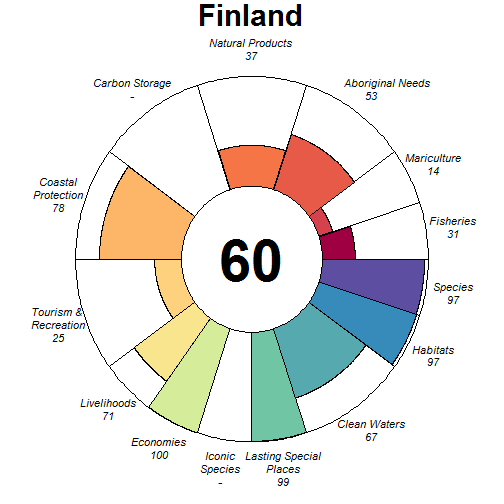 Finland
Natural Products
37
Carbon Storage
-
Aboriginal Needs
53
Mariculture
14
Coastal
Protection
78
Fisheries
31
60
Species
97
Tourism &
Recreation
25
Habitats
97
Livelihoods
71
Clean Waters
67
Economies
100
Iconic
Species
-
Lasting Special
Places
99